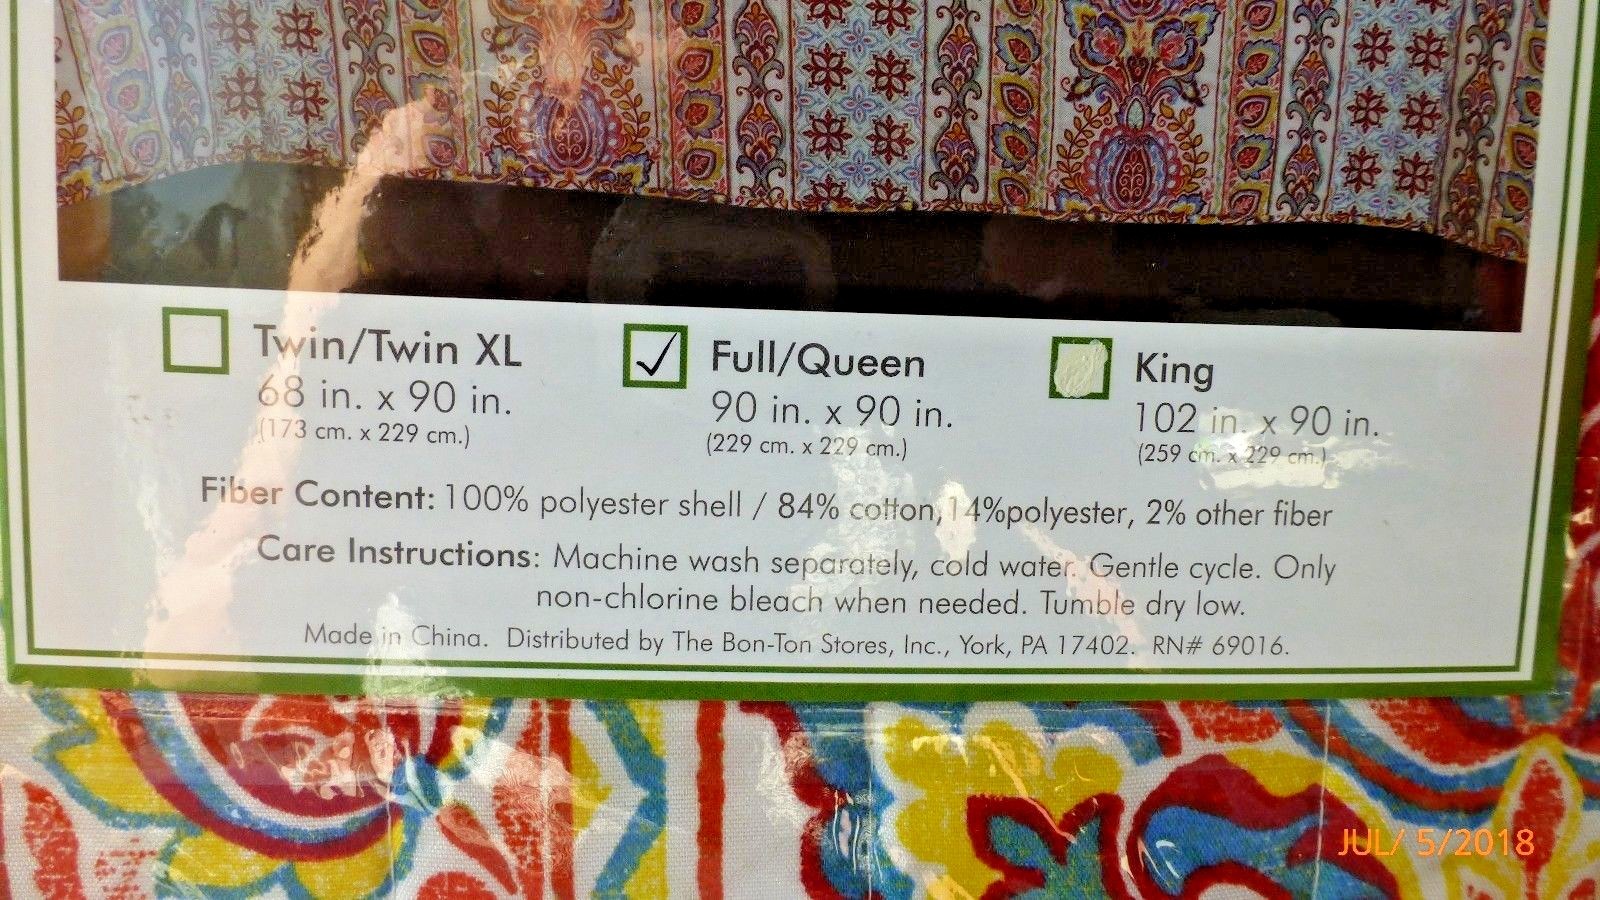 Twin/Twin XL
68 in. x 90 in.
(173 cm. x 229 cm.)
Full/Queen
90 in. x 90 in.
(229 cm. x 229 cm.)
King
102 in. x 90 in.
(259 cm. x 229 cm.)
Fiber Content: 100% polyester shell / 84% cotton,14%polyester, 2% other fiber
Care Instructions: Machine wash separately, cold water. Gentle cycle. Only
non-chlorine bleach when needed. Tumble dry low.
Made in China. Distributed by The Bon-Ton Stores, Inc., York, PA 17402. RN# 69016.
JUL/ 5/2018